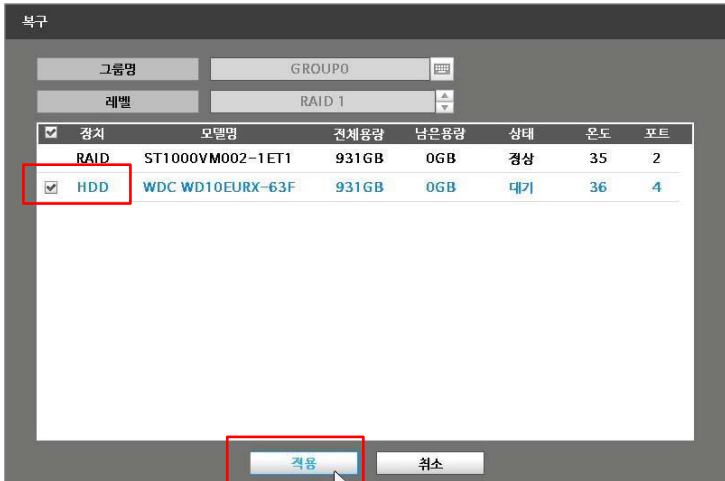 복구
그룹명 GROUP0
레벨 RAID 1
장치 모델명 전체용량 남은용량 상태 온도 포트
RAID ST1000VM002-1ET1 931GB 0GB 정상 35 2
HDD WDC WD10EURX-63F 931GB 0GB 대기 36 4
적용 취소